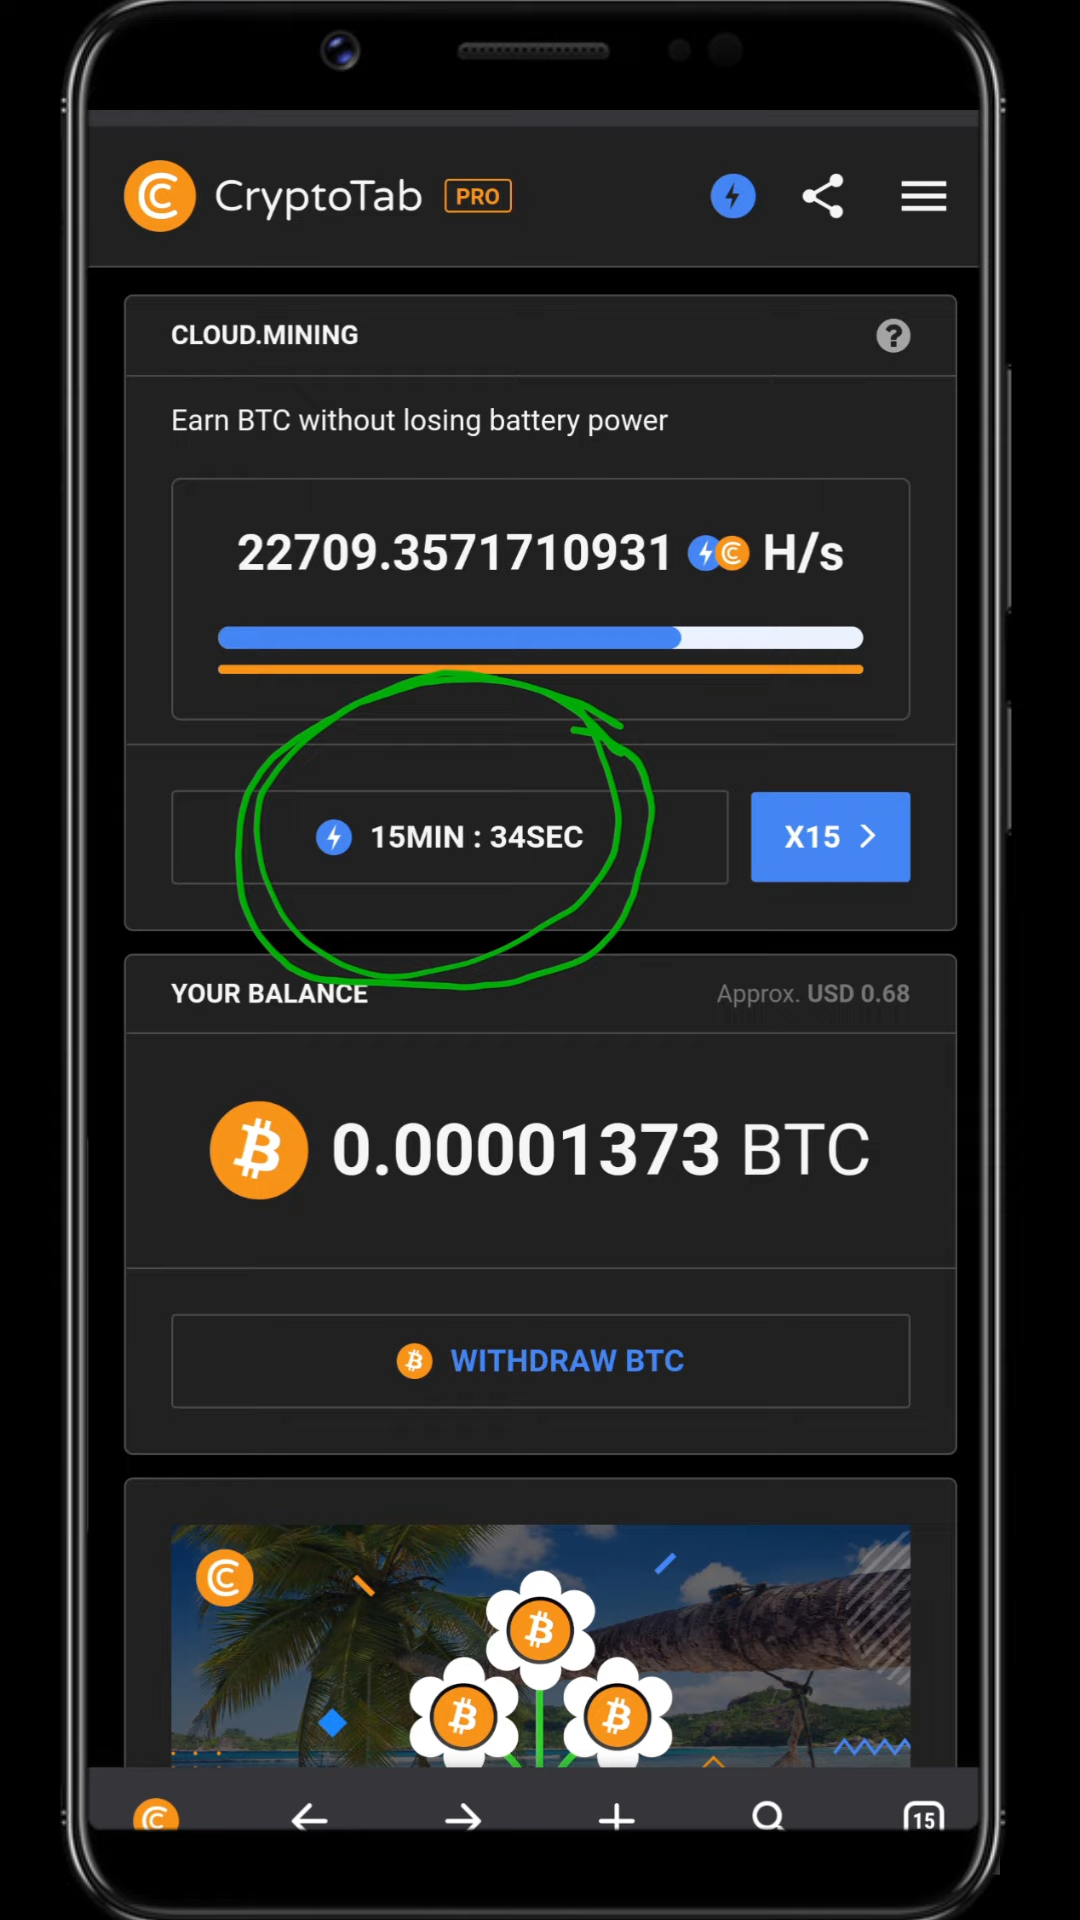 CryptoTab PRO
CLOUD.MINING
?
Earn BTC without losing battery power
22709.3571710931 H/s
15MIN : 34SEC
X15 >
YOUR BALANCE Approx. USD 0.68
0.00001373 BTC
WITHDRAW BTC
15